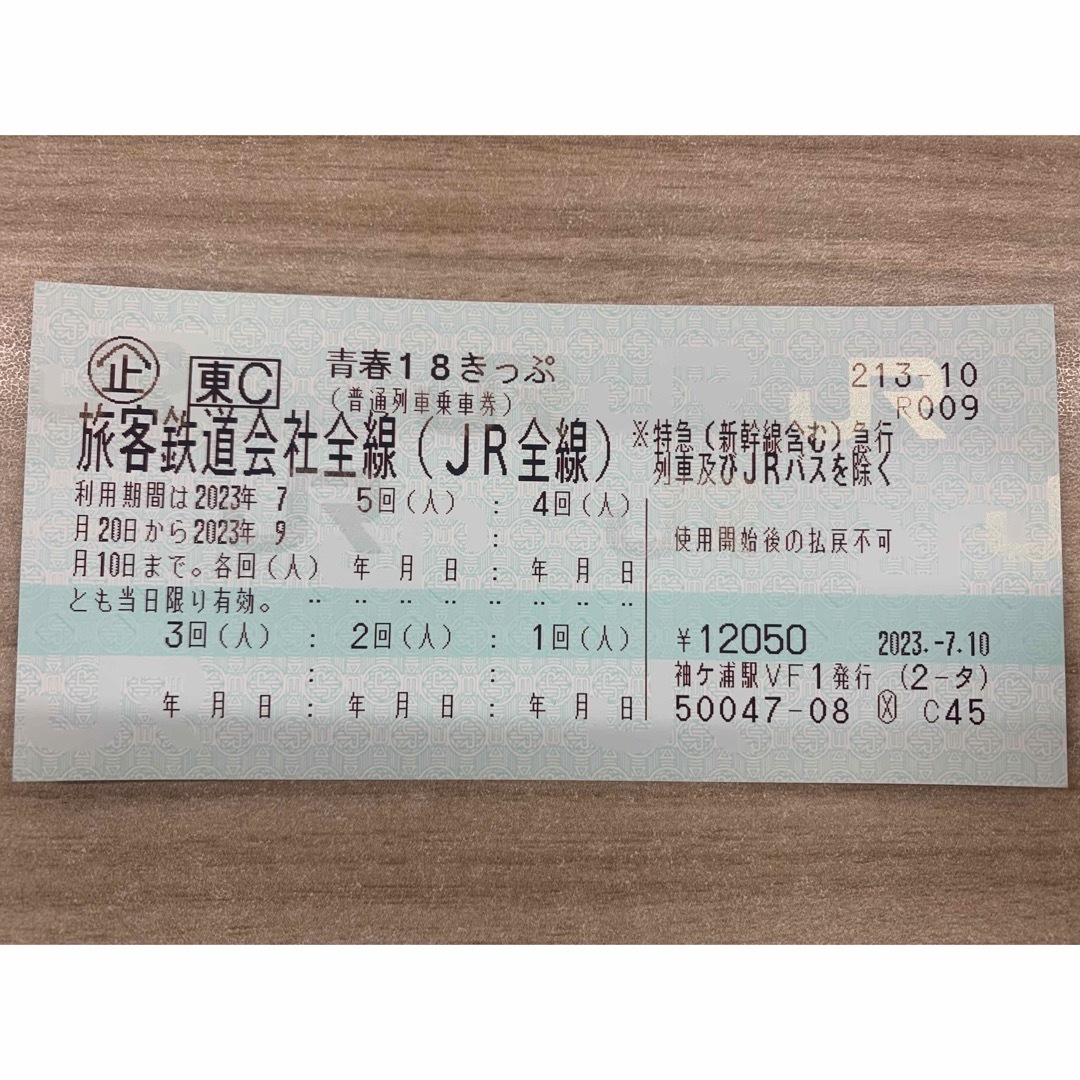 企 東C 青春18きっぷ 213-10
(普通列車乗車券) R009
旅客鉄道会社全線(JR全線) ※特急(新幹線含む)急行
列車及びJRバスを除く
利用期間は2023年 7 5回(人) : 4回(人)
月20日から2023年 9 : 使用開始後の払戻不可
月10日まで。各回(人) 年 月 日 : 年 月 日
とも当日限り有効。 ‥ ‥ ‥ ‥ ‥ ‥ ‥ ‥
3回(人) : 2回(人) : 1回(人) ¥12050 2023.-7.10
: : 袖ケ浦駅VF1発行 (2-タ)
年 月 日 : 年 月 日 : 年 月 日 50047-08 X C45
JR